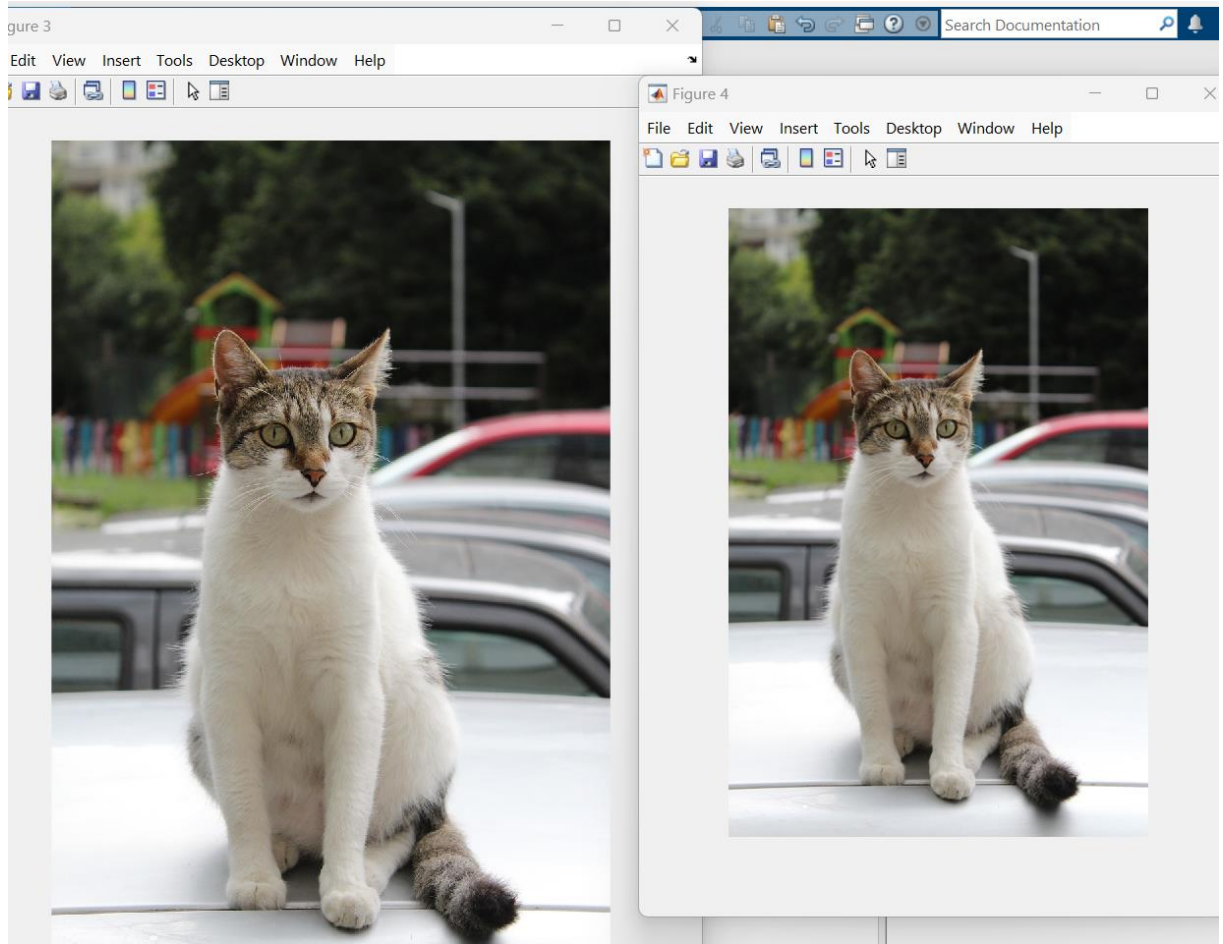 gure 3
Edit View Insert Tools Desktop Window Help
Search Documentation
Figure 4
File Edit View Insert Tools Desktop Window Help